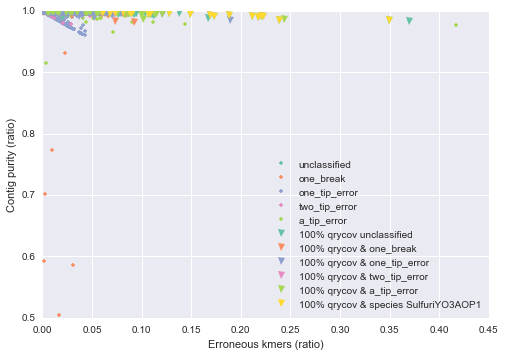 1.0
0.9
0.8
0.7
0.6
0.5
Contig purity (ratio)
unclassified
one_break
one_tip_error
two_tip_error
a_tip_error
100% qrycov unclassified
100% qrycov & one_break
100% qrycov & one_tip_error
100% qrycov & two_tip_error
100% qrycov & a_tip_error
100% qrycov & species SulfuriYO3AOP1
0.00 0.05 0.10 0.15 0.20 0.25 0.30 0.35 0.40 0.45
Erroneous kmers (ratio)